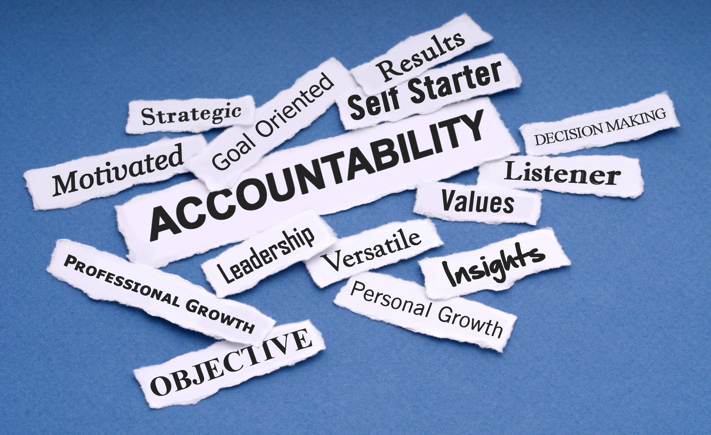 Results
Self Starter
Strategic
Goal Oriented
DECISION MAKING
Motivated
ACCOUNTABILITY
Listener
Values
Leadership
Versatile
Insights
PROFESSIONAL GROWTH
Personal Growth
OBJECTIVE